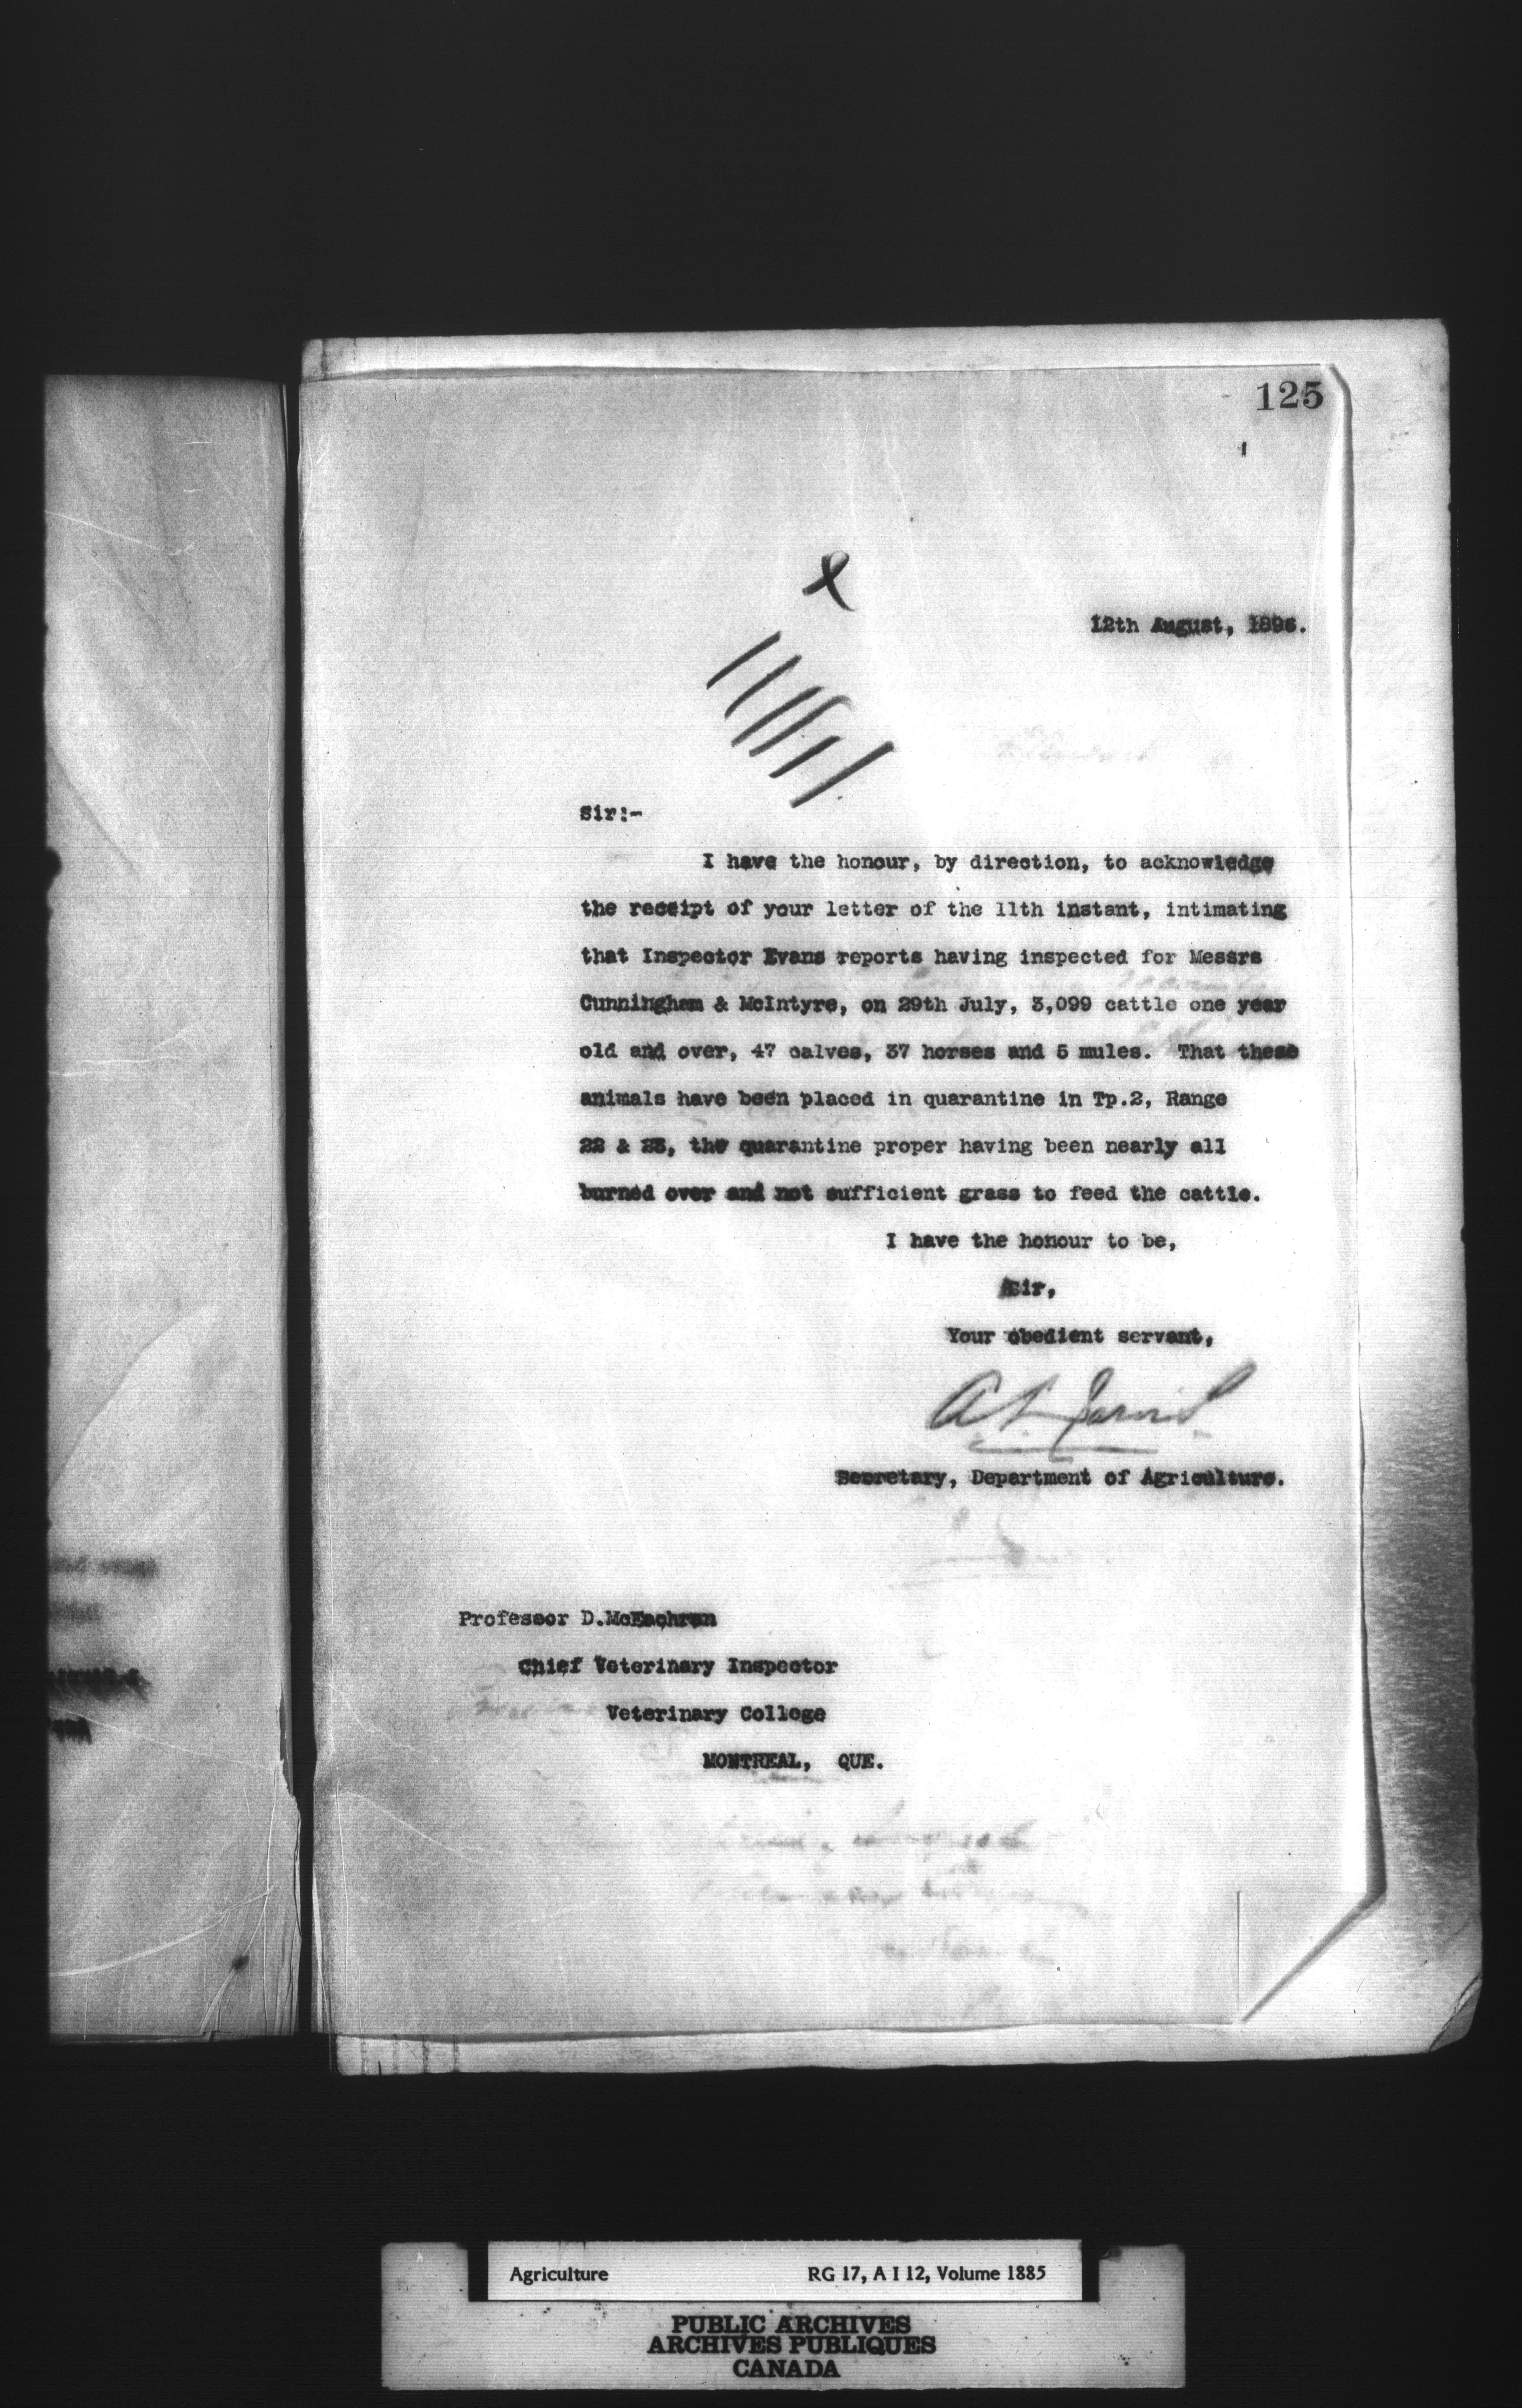 125
12th August, 1896.
Sir:-
I have the honour, by direction, to acknowledge
the receipt of your letter of the 11th instant, intimating
that Inspector Evans reports having inspected for Messrs
Cunningham & McIntyre, on 29th July, 3,099 cattle one year
old and over, 47 calves, 37 horses and 5 mules. That these
animals have been placed in quarantine in Tp.2, Range
22 & 23, the quarantine proper having been nearly all
burned over and not sufficient grass to feed the cattle.
I have the honour to be,
Sir,
Your obedient servant,
A L Jarvis
Secretary, Department of Agriculture.
Professor D.McEachran
Chief Veterinary Inspector
Veterinary College
MONTREAL, QUE.
Agriculture RG 17, A I 12, Volume 1885
PUBLIC ARCHIVES
ARCHIVES PUBLIQUES
CANADA